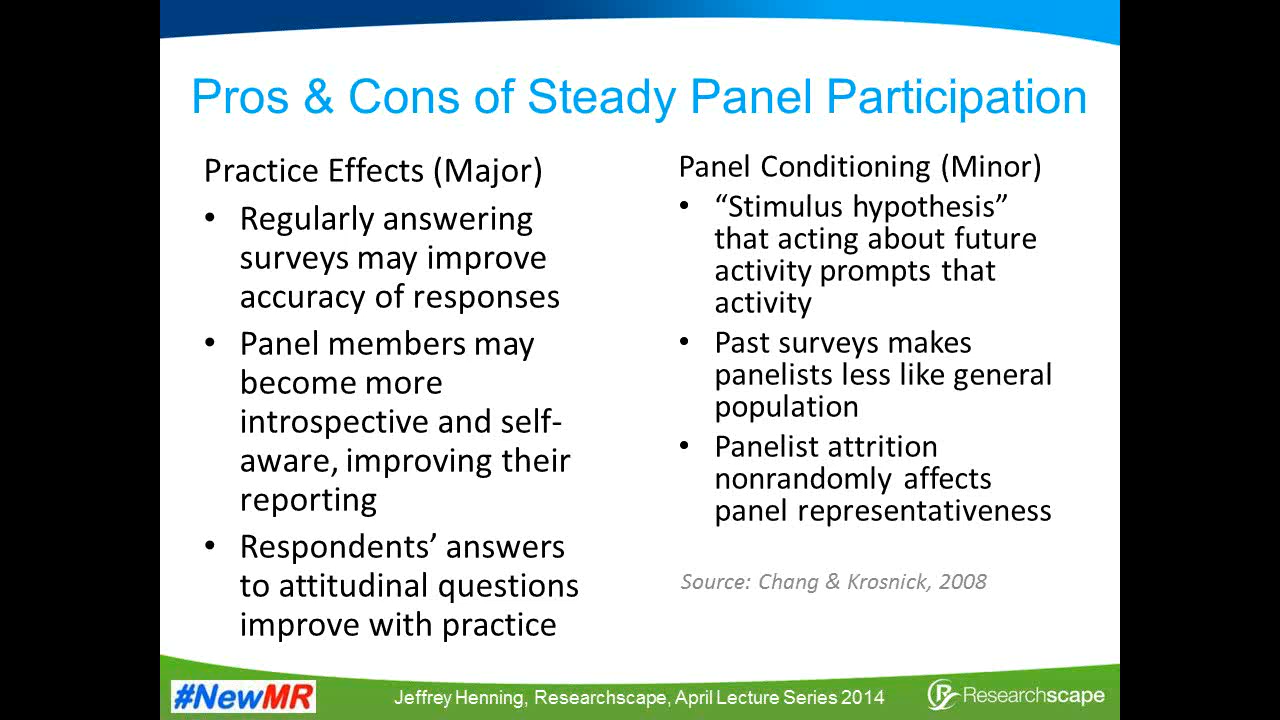 Pros & Cons of Steady Panel Participation
Practice Effects (Major)
• Regularly answering
surveys may improve
accuracy of responses
• Panel members may
become more
introspective and self-
aware, improving their
reporting
• Respondents’ answers
to attitudinal questions
improve with practice
Panel Conditioning (Minor)
• “Stimulus hypothesis”
that acting about future
activity prompts that
activity
• Past surveys makes
panelists less like general
population
• Panelist attrition
nonrandomly affects
panel representativeness
Source: Chang & Krosnick, 2008
#NewMR
Jeffrey Henning, Researchscape, April Lecture Series 2014
Researchscape